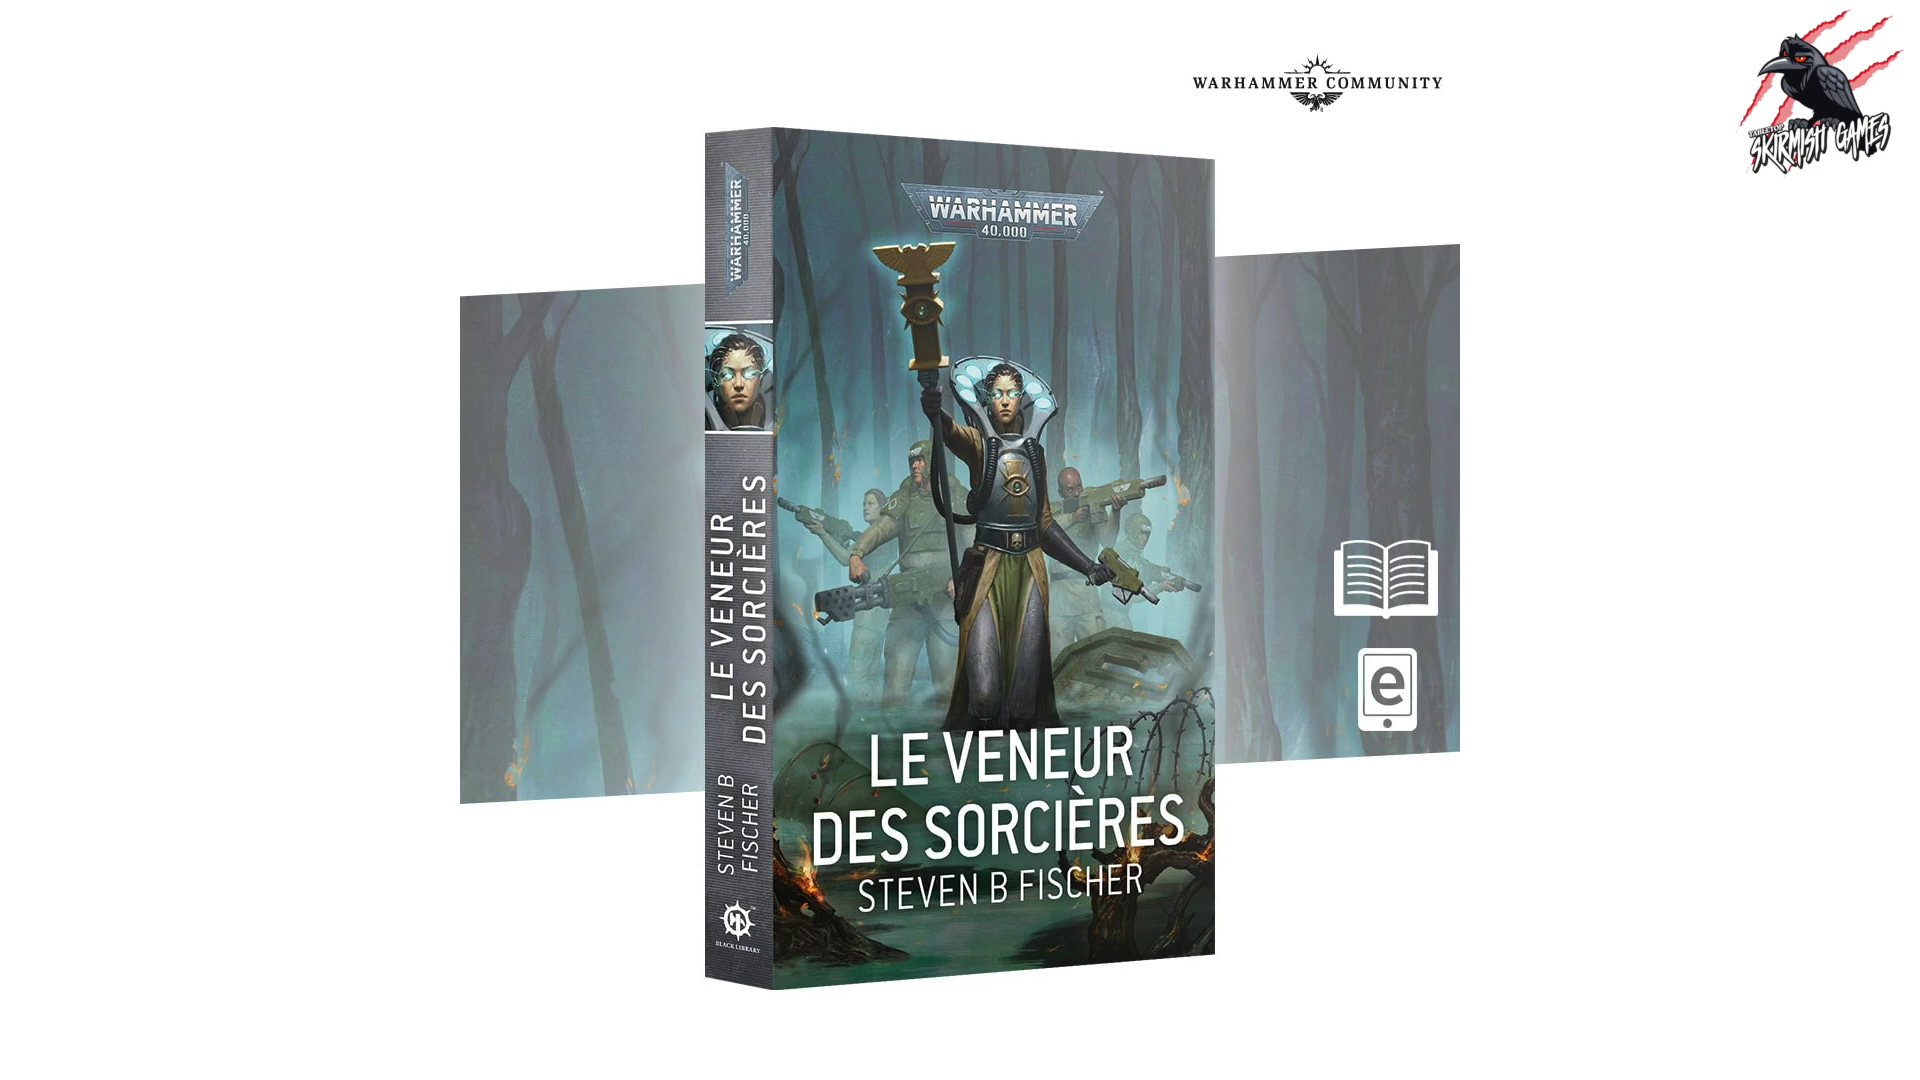 WARHAMMER COMMUNITY
TABLETOP
SKIRMISH GAMES
WARHAMMER
40,000
LE VENEUR
DES SORCIÈRES
STEVEN B
FISCHER
BLACK LIBRARY
WARHAMMER
40,000
LE VENEUR
DES SORCIÈRES
STEVEN B FISCHER
e